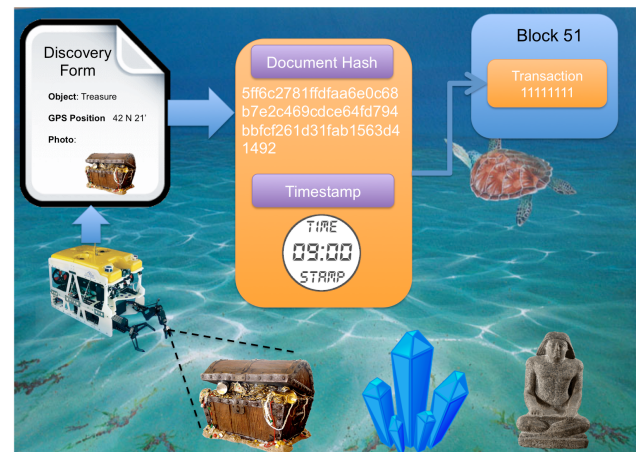 Discovery
Form
Object: Treasure
GPS Position 42 N 21'
Photo:
Document Hash
5ff6c2781ffdfaa6e0c68
b7e2c469cdce64fd794
bbfcf261d31fab1563d4
1492
Timestamp
TIME
09:00
STAMP
Block 51
Transaction
11111111